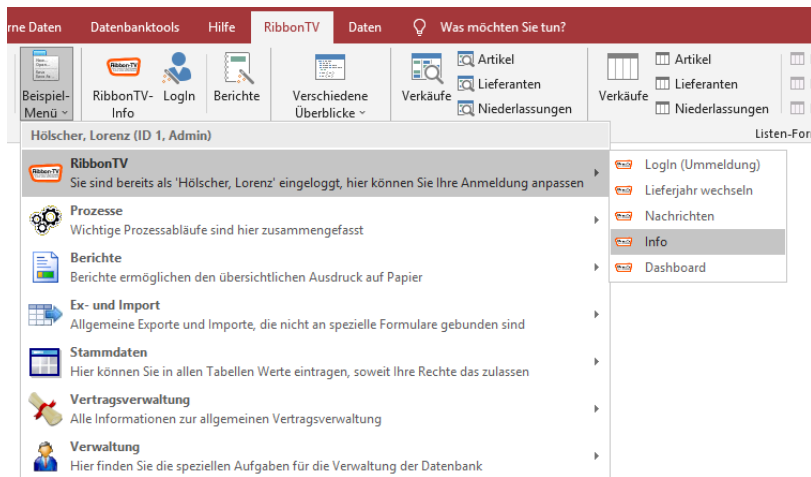 rne Daten Datenbanktools Hilfe RibbonTV Daten Was möchten Sie tun?
Beispiel-Menü
RibbonTV-Info
LogIn
Berichte
Verschiedene Überblicke
Verkäufe
Artikel
Lieferanten
Niederlassungen
Verkäufe
Artikel
Lieferanten
Niederlassungen
Listen-For
Hölscher, Lorenz (ID 1, Admin)
RibbonTV
Sie sind bereits als 'Hölscher, Lorenz' eingeloggt, hier können Sie Ihre Anmeldung anpassen
Prozesse
Wichtige Prozessabläufe sind hier zusammengefasst
Berichte
Berichte ermöglichen den übersichtlichen Ausdruck auf Papier
Ex- und Import
Allgemeine Exporte und Importe, die nicht an spezielle Formulare gebunden sind
Stammdaten
Hier können Sie in allen Tabellen Werte eintragen, soweit Ihre Rechte das zulassen
Vertragsverwaltung
Alle Informationen zur allgemeinen Vertragsverwaltung
Verwaltung
Hier finden Sie die speziellen Aufgaben für die Verwaltung der Datenbank
LogIn (Ummeldung)
Lieferjahr wechseln
Nachrichten
Info
Dashboard